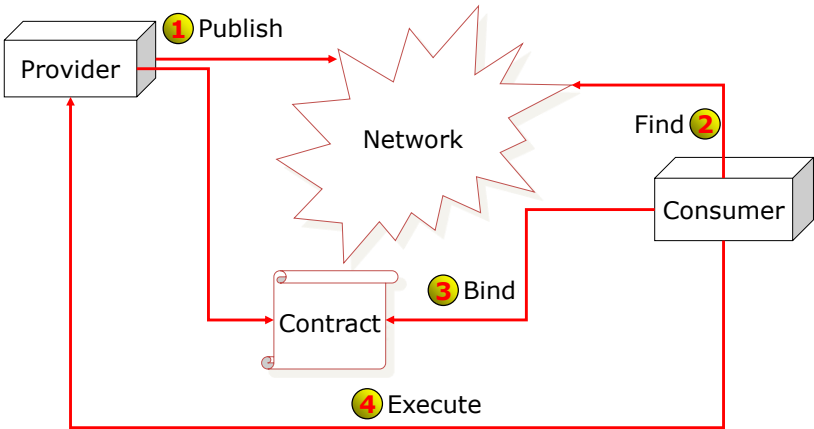 1 Publish
Provider
Network
Find 2
Consumer
3 Bind
Contract
4 Execute